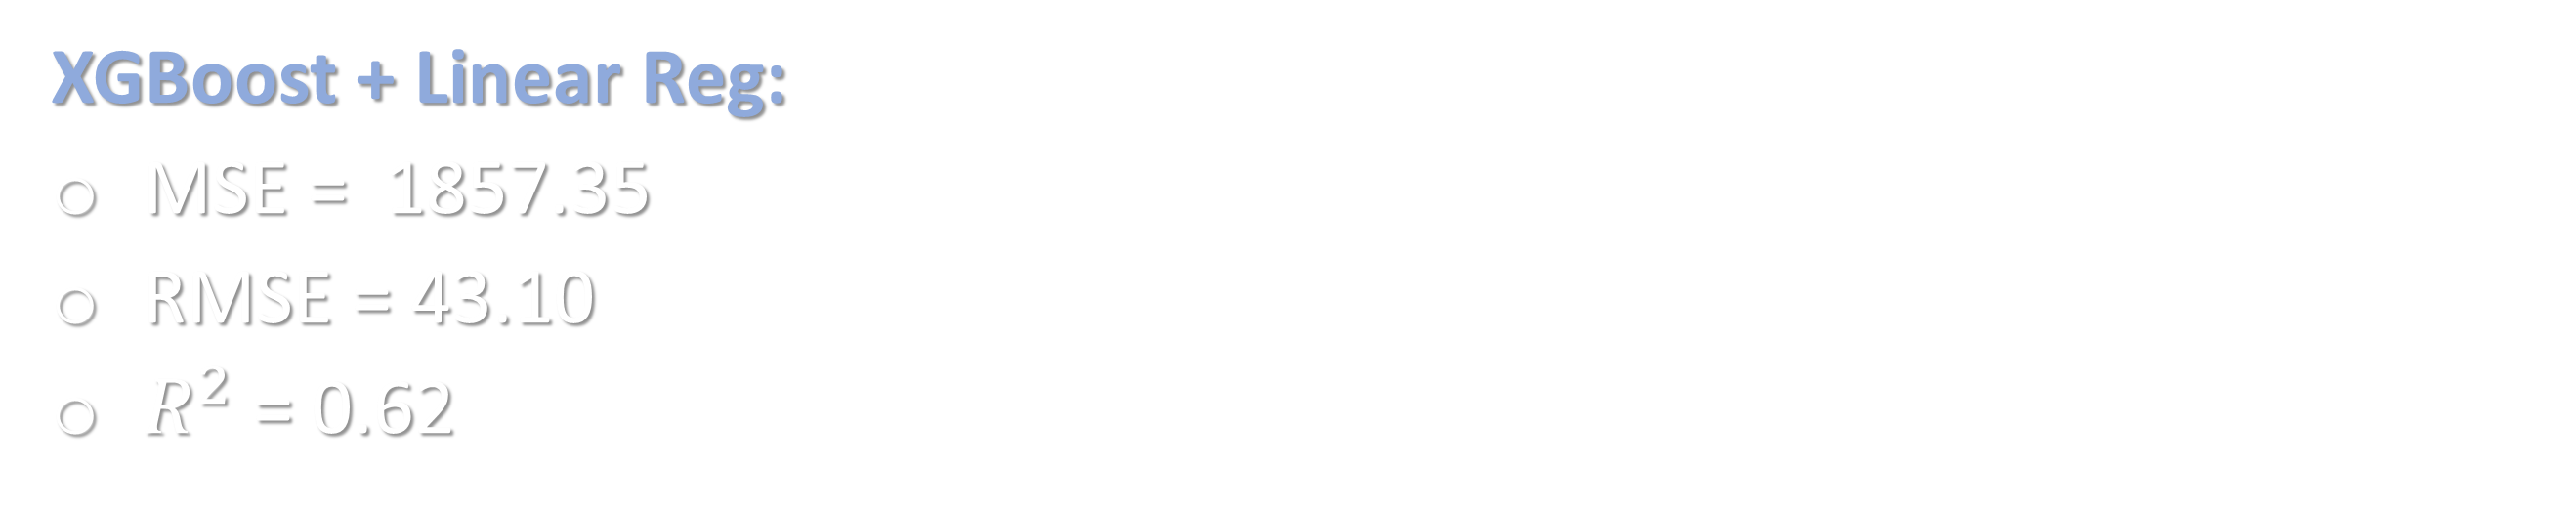 XGBoost + Linear Reg:
o MSE = 1857.35
o RMSE = 43.10
o R² = 0.62